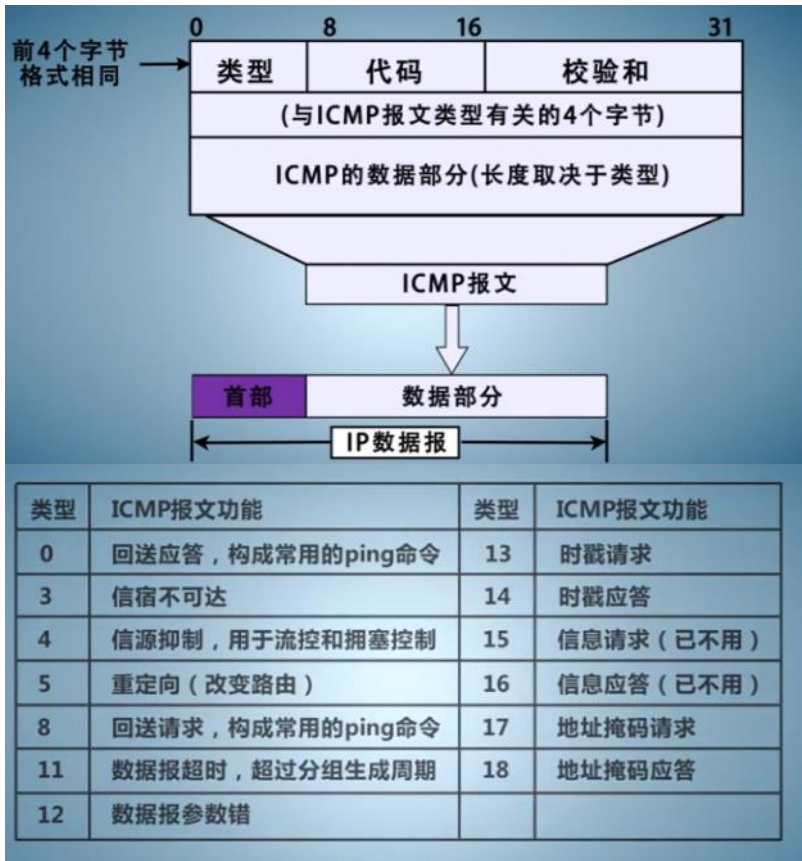 0 8 16 31
前4个字节
格式相同
类型 代码 校验和
(与ICMP报文类型有关的4个字节)
ICMP的数据部分(长度取决于类型)
ICMP报文
首部 数据部分
IP数据报
类型 ICMP报文功能 类型 ICMP报文功能
0 回送应答，构成常用的ping命令 13 时戳请求
3 信宿不可达 14 时戳应答
4 信源抑制，用于流控和拥塞控制 15 信息请求（已不用）
5 重定向（改变路由） 16 信息应答（已不用）
8 回送请求，构成常用的ping命令 17 地址掩码请求
11 数据报超时，超过分组生成周期 18 地址掩码应答
12 数据报参数错